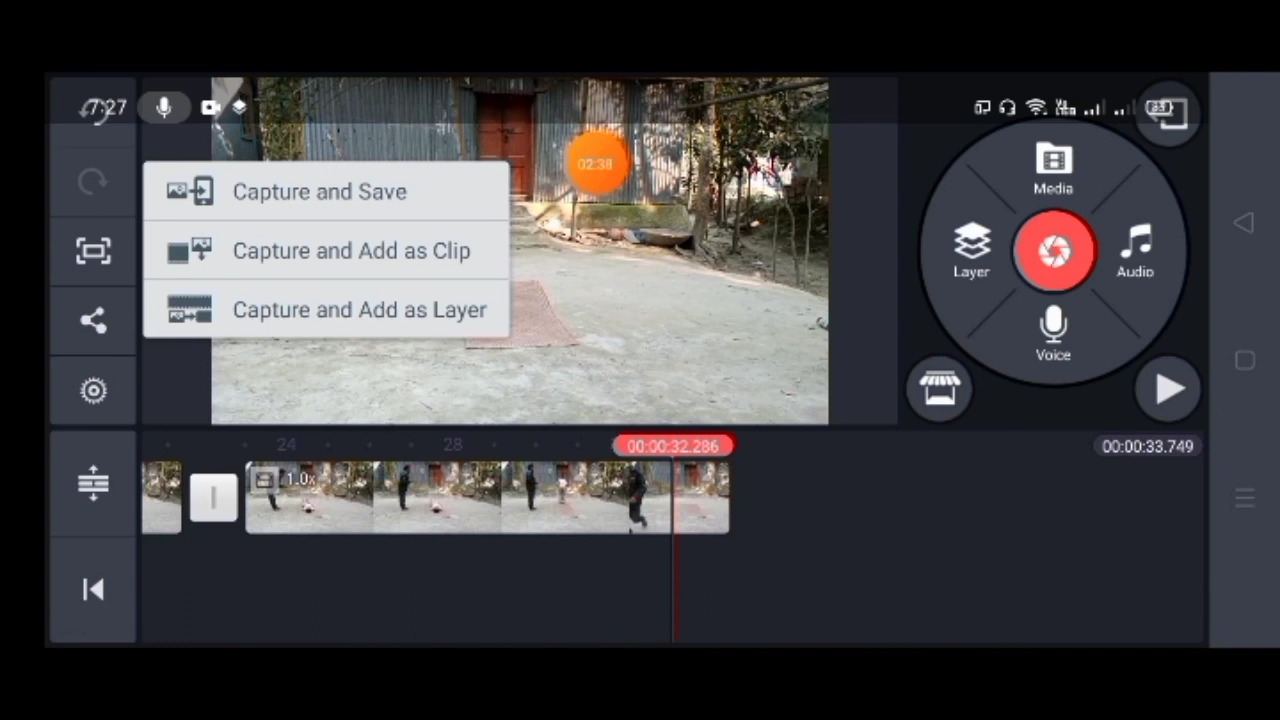 7:27
02:38
Capture and Save
Capture and Add as Clip
Capture and Add as Layer
Media
Layer
Audio
Voice
24
28
00:00:32.286
00:00:33.749
1.0x